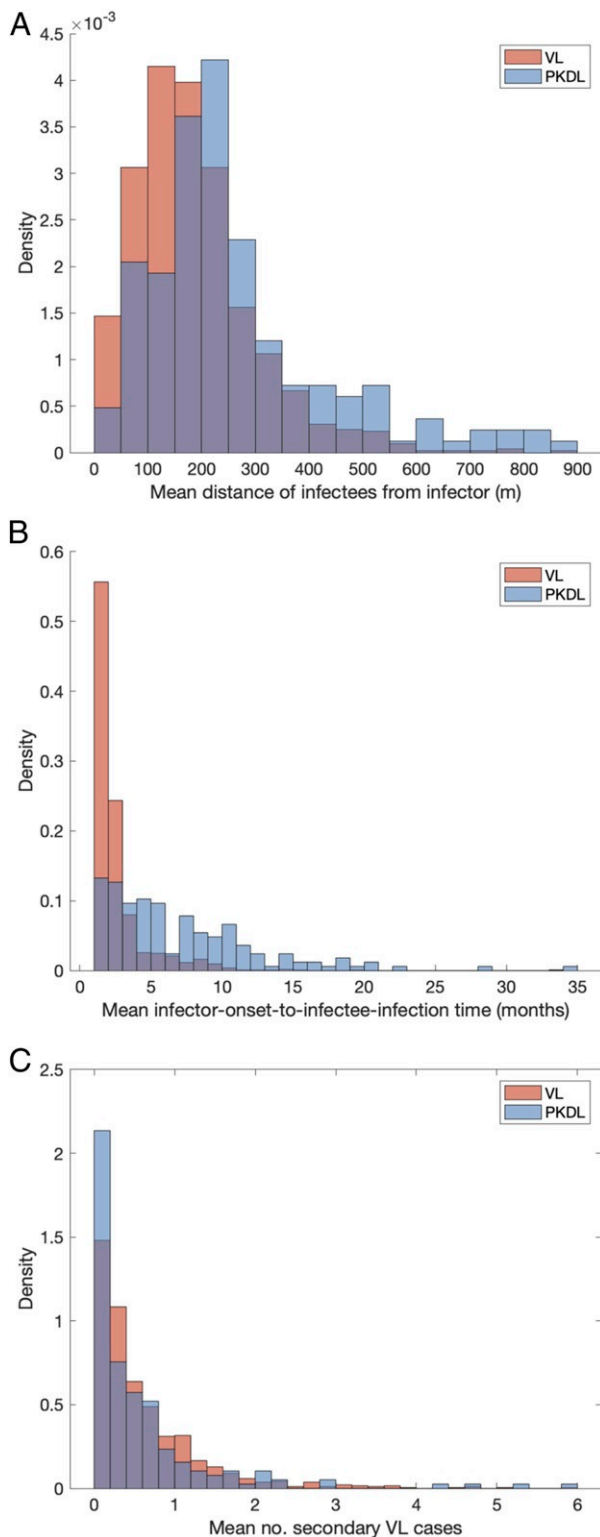 A
×10⁻³
4.5
4
3.5
3
2.5
2
1.5
1
0.5
0
Density
VL
PKDL
0 100 200 300 400 500 600 700 800 900
Mean distance of infectees from infector (m)
B
0.6
0.5
0.4
0.3
0.2
0.1
0
Density
VL
PKDL
0 5 10 15 20 25 30 35
Mean infector-onset-to-infectee-infection time (months)
C
2.5
2
1.5
1
0.5
0
Density
VL
PKDL
0 1 2 3 4 5 6
Mean no. secondary VL cases